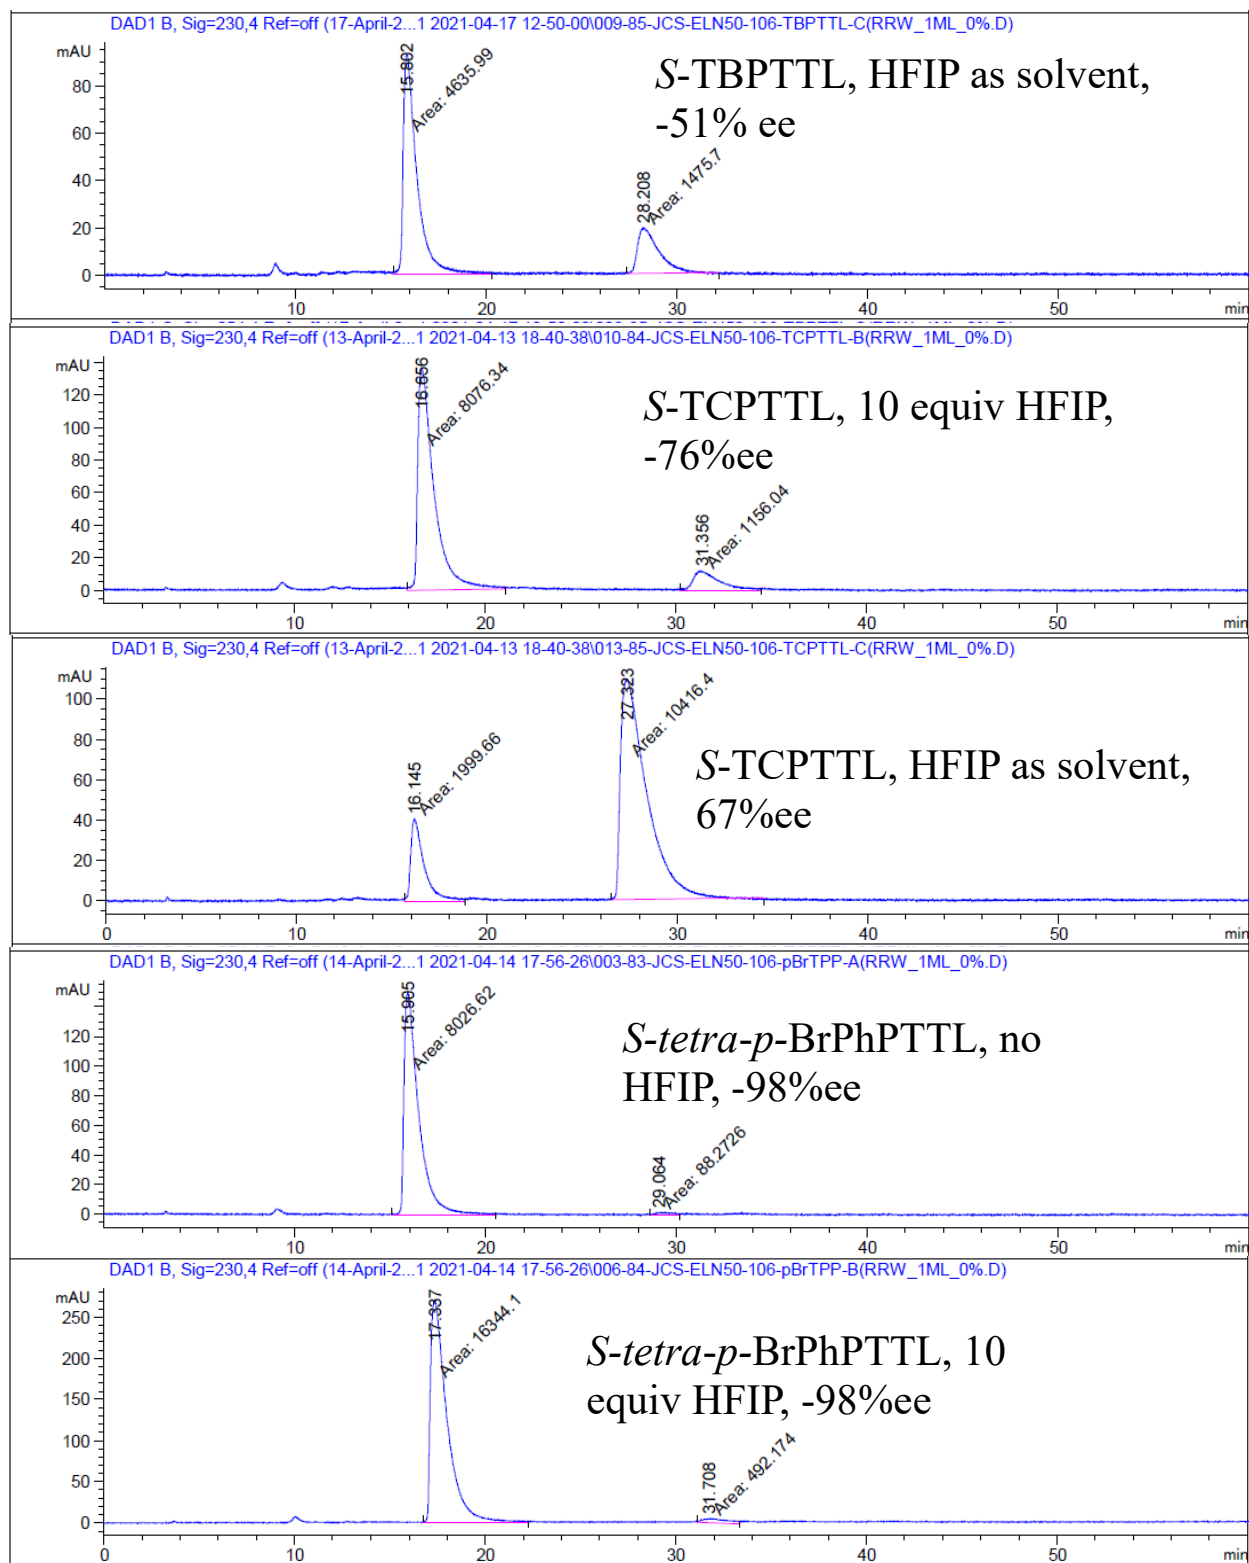 DAD1 B, Sig=230,4 Ref=off (17-April-2...1 2021-04-17 12-50-00\009-85-JCS-ELN50-106-TBPTTL-C(RRW_1ML_0%.D)
mAU
80
60
40
20
0
15.802
Area: 4635.99
28.208
Area: 1475.7
S-TBPTTL, HFIP as solvent,
-51% ee
10 20 30 40 50 min
DAD1 B, Sig=230,4 Ref=off (13-April-2...1 2021-04-13 18-40-38\010-84-JCS-ELN50-106-TCPTTL-B(RRW_1ML_0%.D)
mAU
120
100
80
60
40
20
0
16.656
Area: 8076.34
31.356
Area: 1156.04
S-TCPTTL, 10 equiv HFIP,
-76%ee
10 20 30 40 50 min
DAD1 B, Sig=230,4 Ref=off (13-April-2...1 2021-04-13 18-40-38\013-85-JCS-ELN50-106-TCPTTL-C(RRW_1ML_0%.D)
mAU
100
80
60
40
20
0
16.145
Area: 1999.66
27.323
Area: 10416.4
S-TCPTTL, HFIP as solvent,
67%ee
0 10 20 30 40 50 min
DAD1 B, Sig=230,4 Ref=off (14-April-2...1 2021-04-14 17-56-26\003-83-JCS-ELN50-106-pBrTPP-A(RRW_1ML_0%.D)
mAU
120
100
80
60
40
20
0
15.905
Area: 8026.62
29.064
Area: 88.2726
S-tetra-p-BrPhPTTL, no
HFIP, -98%ee
10 20 30 40 50 min
DAD1 B, Sig=230,4 Ref=off (14-April-2...1 2021-04-14 17-56-26\006-84-JCS-ELN50-106-pBrTPP-B(RRW_1ML_0%.D)
mAU
250
200
150
100
50
0
17.337
Area: 16344.1
31.708
Area: 492.174
S-tetra-p-BrPhPTTL, 10
equiv HFIP, -98%ee
0 10 20 30 40 50 min